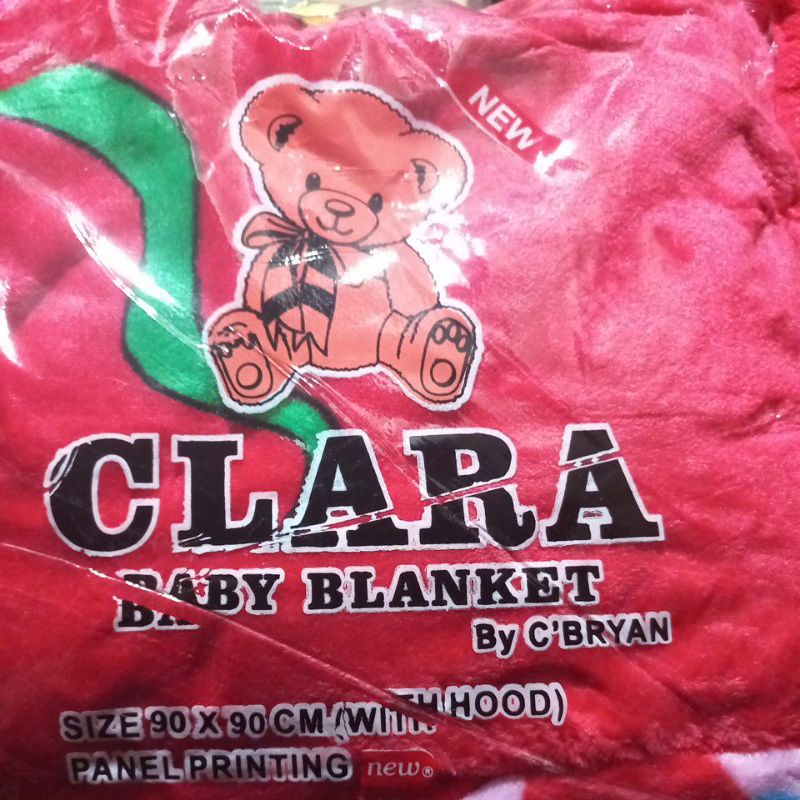 NEW
CLARA
BABY BLANKET
By C'BRYAN
SIZE 90 X 90 CM (WITH HOOD)
PANEL PRINTING new®